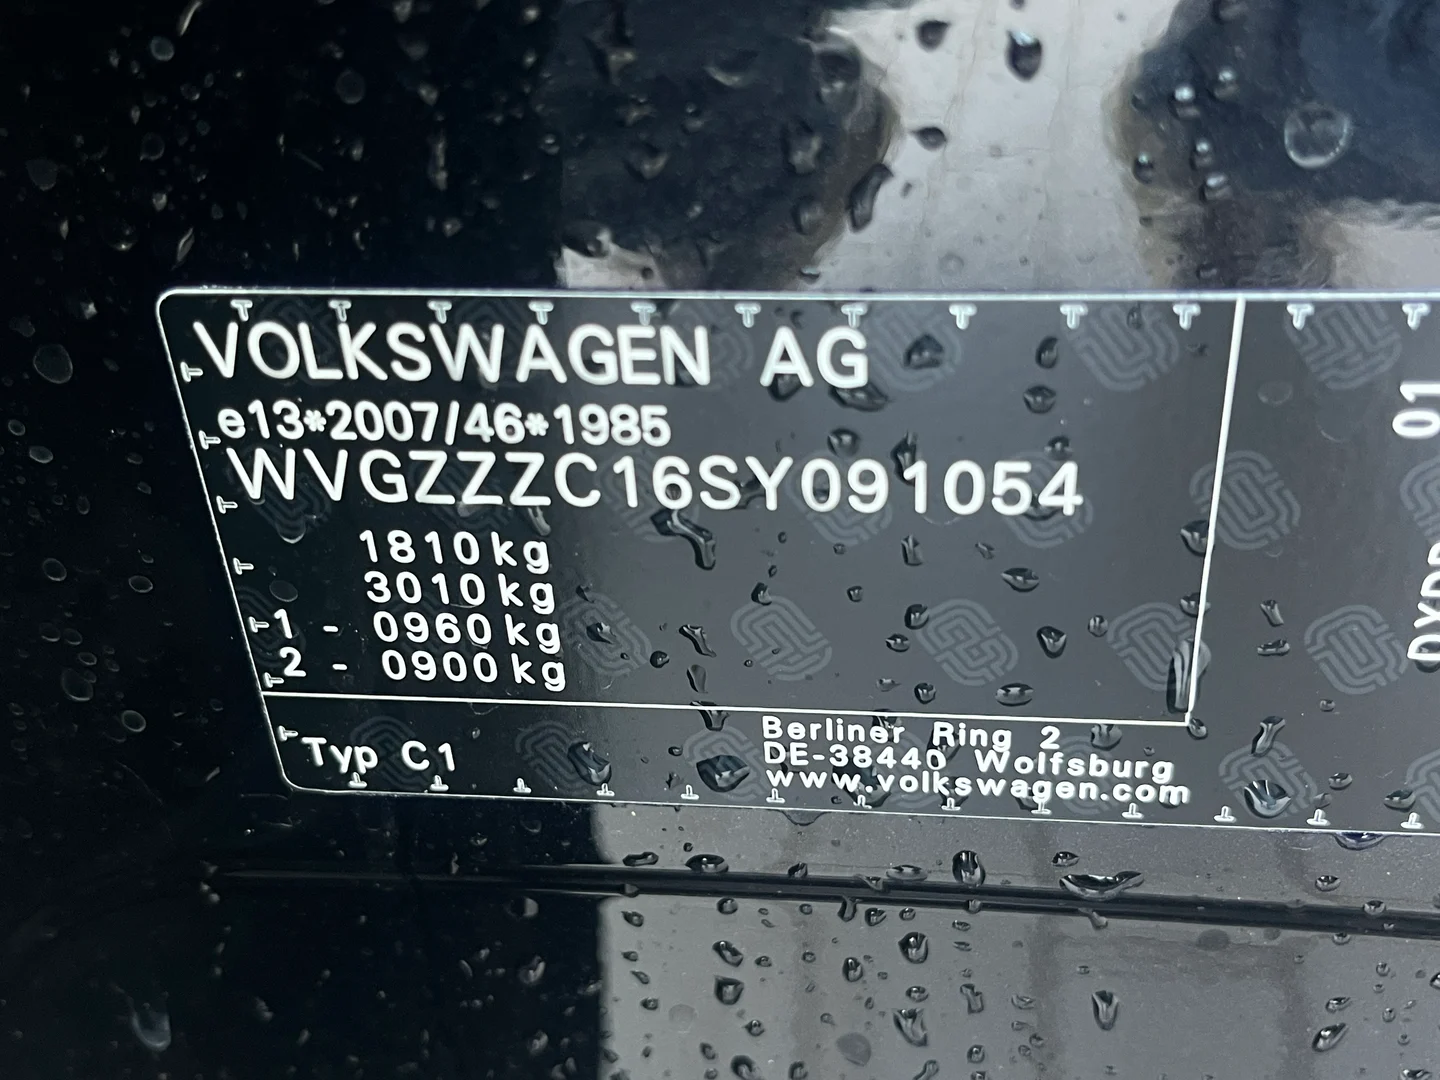 VOLKSWAGEN AG
e13*2007/46*1985
WVGZZZC16SY091054
1810kg
3010kg
1 - 0960kg
2 - 0900kg
Typ C1
Berliner Ring 2
DE-38440 Wolfsburg
www.volkswagen.com
01